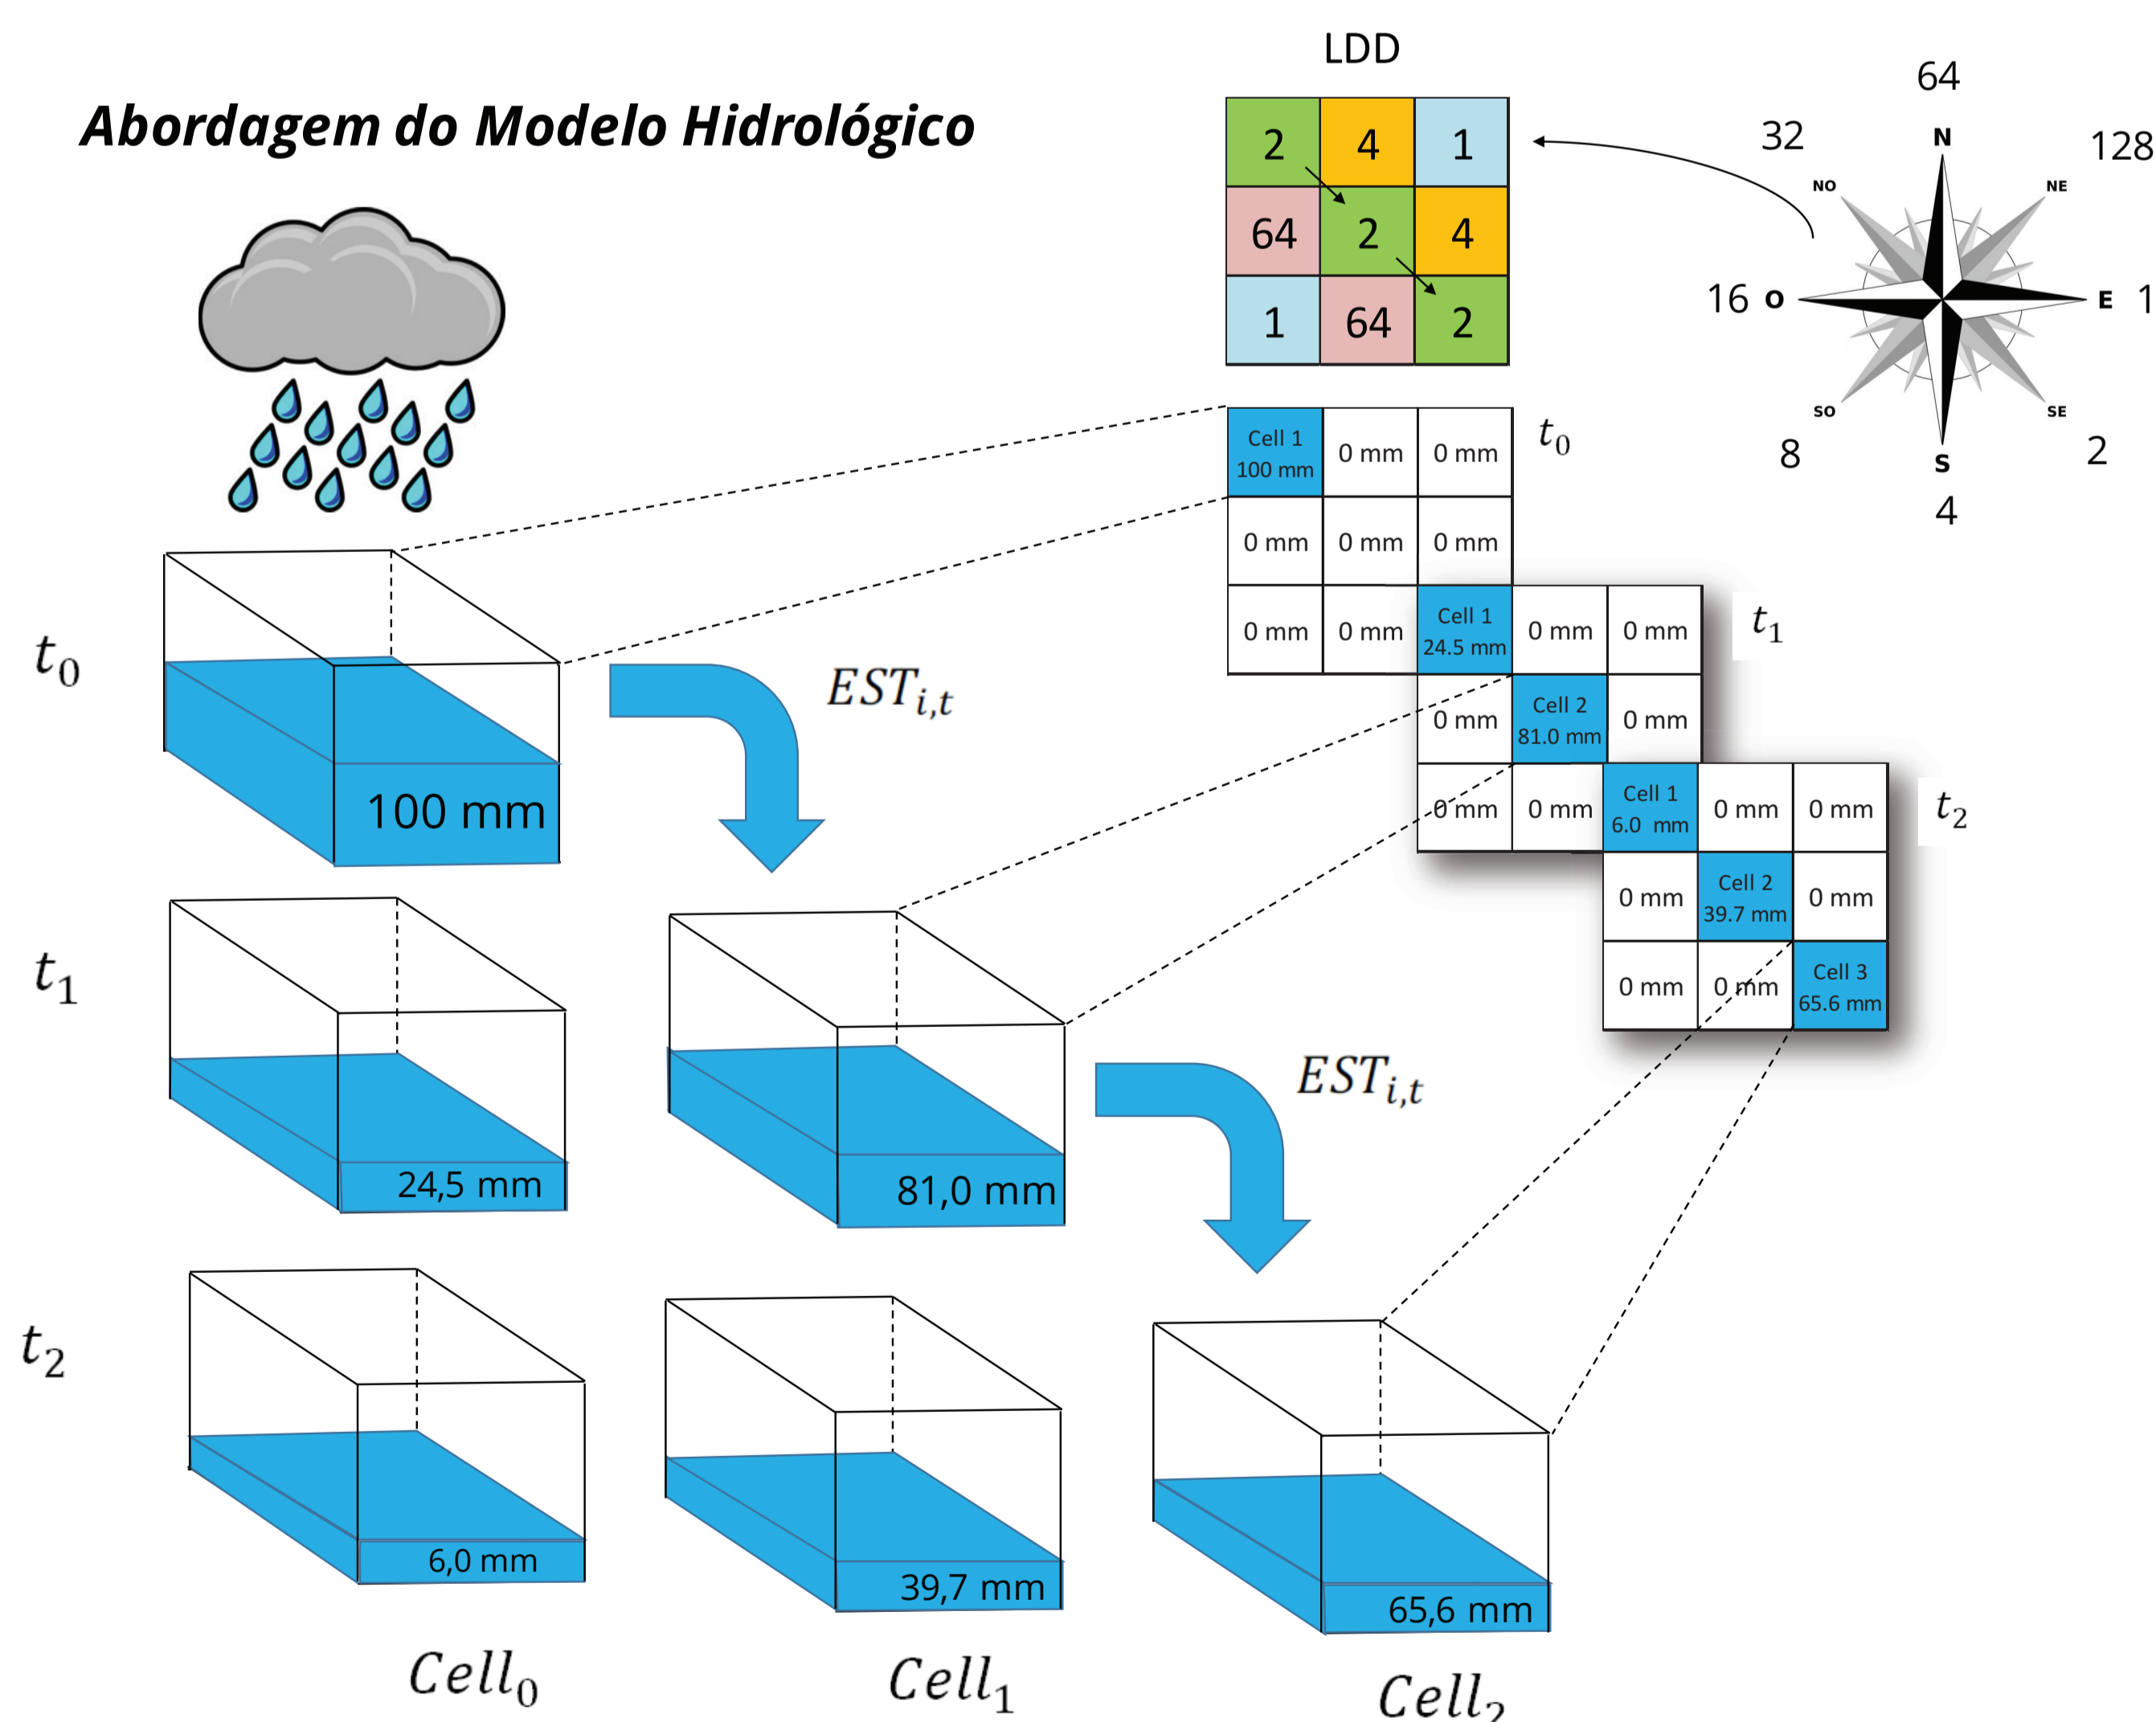 Abordagem do Modelo Hidrológico
LDD
2 4 1
64 2 4
1 64 2
64
32 N 128
NO NE
16 O E 1
SO SE
8 S 2
4
Cell 1
100 mm
0 mm 0 mm
t0
0 mm 0 mm 0 mm
0 mm 0 mm
Cell 1
24.5 mm
0 mm 0 mm
t1
0 mm
Cell 2
81.0 mm
0 mm
0 mm 0 mm
Cell 1
6.0 mm
0 mm 0 mm
t2
0 mm
Cell 2
39.7 mm
0 mm
0 mm 0 mm
Cell 3
65.6 mm
t0
100 mm
ESTi,t
t1
24,5 mm
81,0 mm
ESTi,t
t2
6,0 mm
39,7 mm
65,6 mm
Cell0
Cell1
Cell2